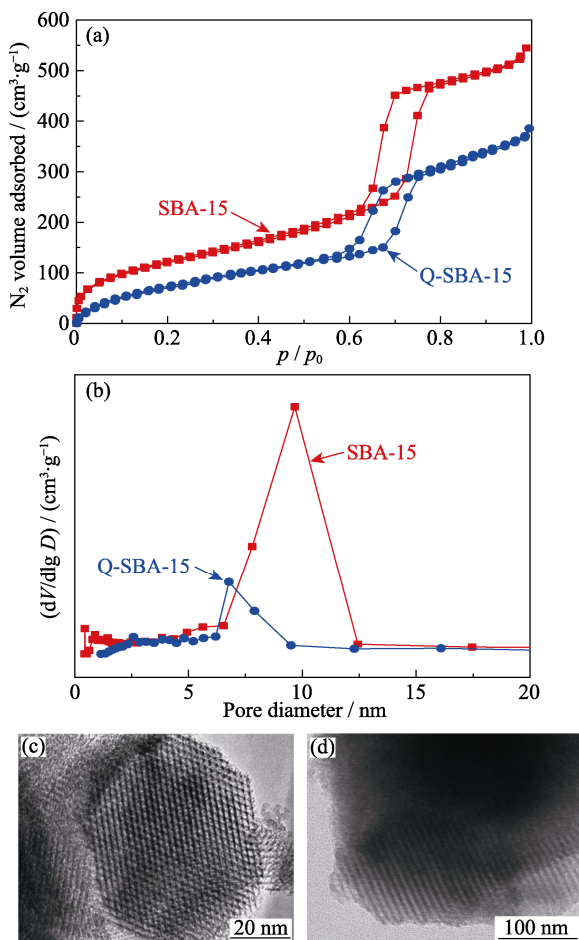 (a)
N₂ volume adsorbed / (cm³·g⁻¹)
600
500
400
300
200
100
0
SBA-15
Q-SBA-15
0
0.2
0.4
0.6
0.8
1.0
p / p₀
(b)
(dV/dlg D) / (cm³·g⁻¹)
SBA-15
Q-SBA-15
0
5
10
15
20
Pore diameter / nm
(c)
20 nm
(d)
100 nm